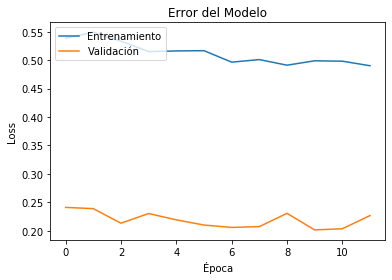 Error del Modelo
Entrenamiento
Validación
0.55
0.50
0.45
0.40
0.35
0.30
0.25
0.20
Loss
0 2 4 6 8 10
Época